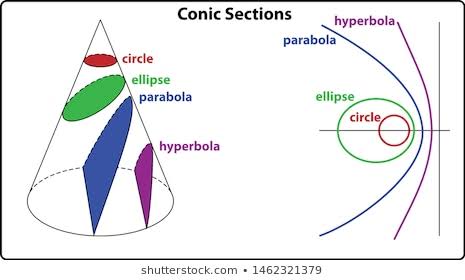 Conic Sections
circle
ellipse
parabola
hyperbola
hyperbola
parabola
ellipse
circle
shutterstock.com • 1462321379